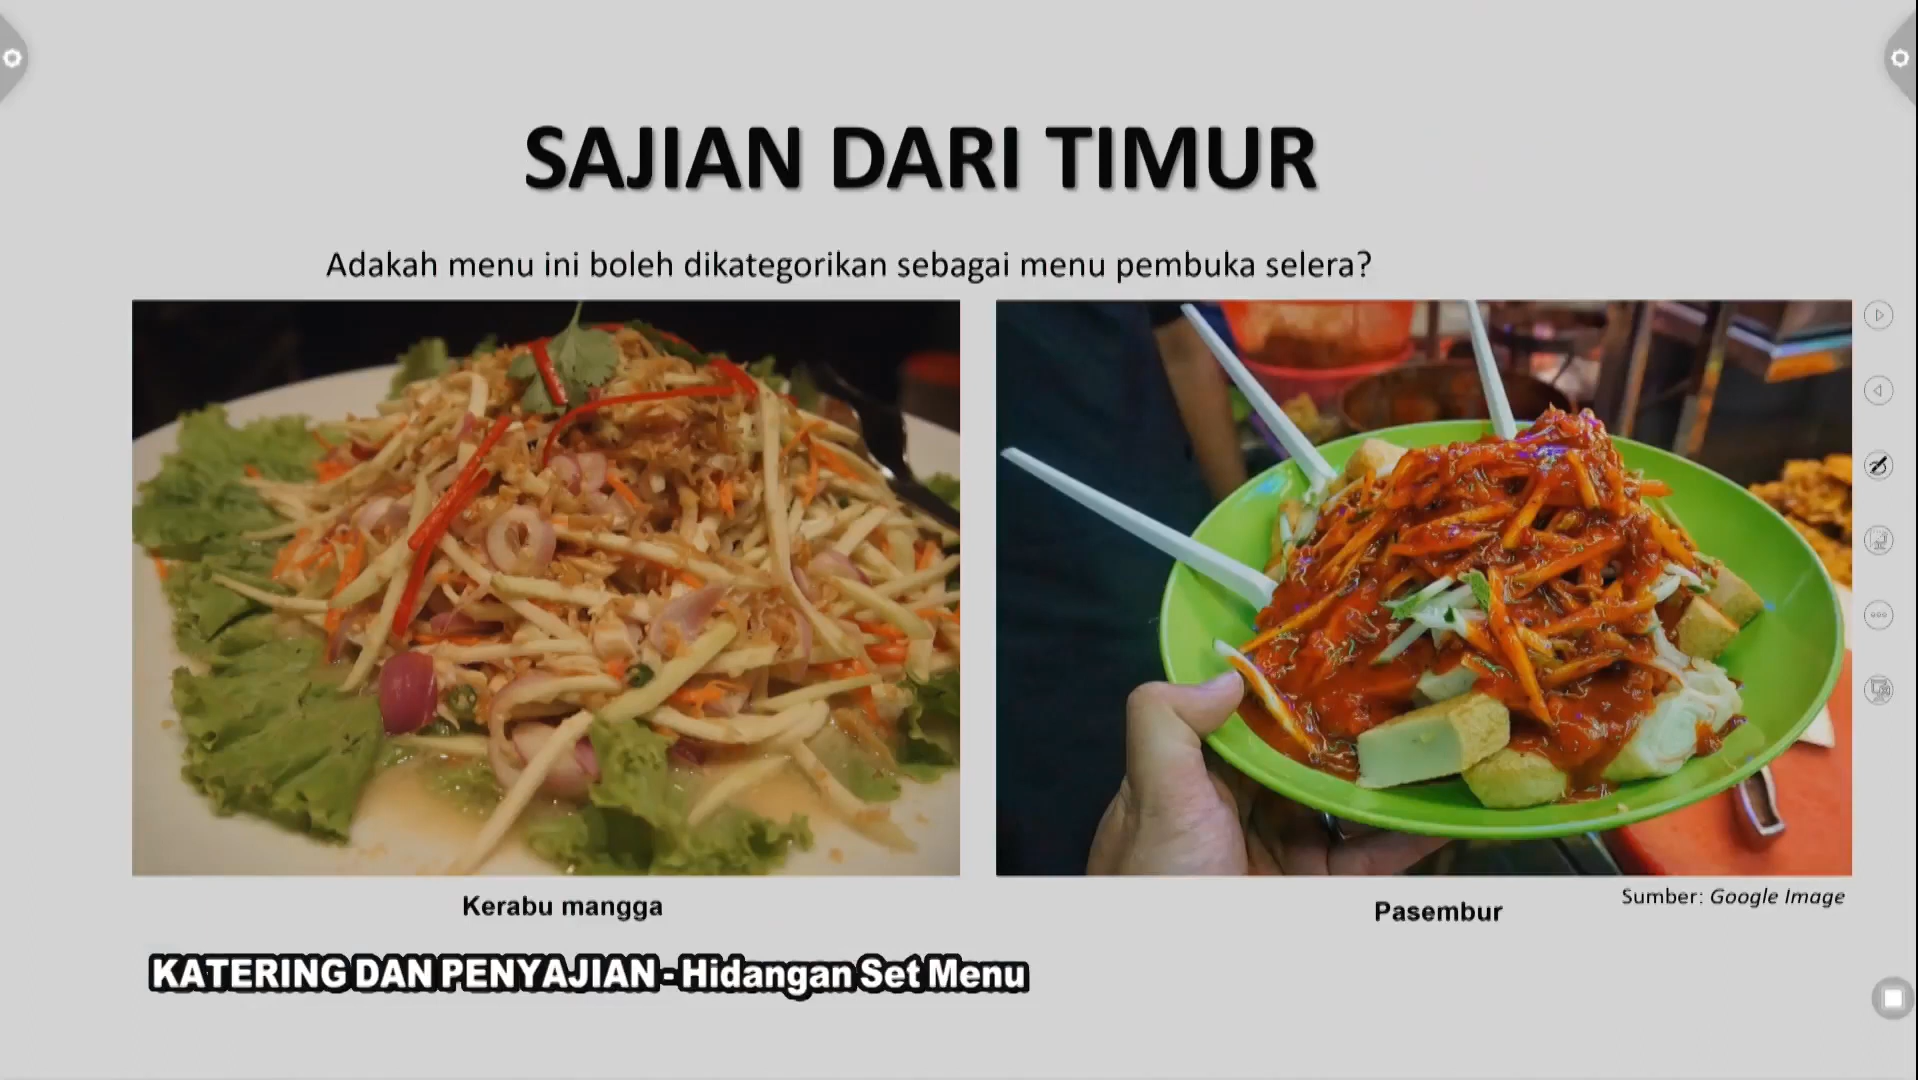 SAJIAN DARI TIMUR
Adakah menu ini boleh dikategorikan sebagai menu pembuka selera?
Kerabu mangga
Pasembur
Sumber: Google Image
KATERING DAN PENYAJIAN - Hidangan Set Menu